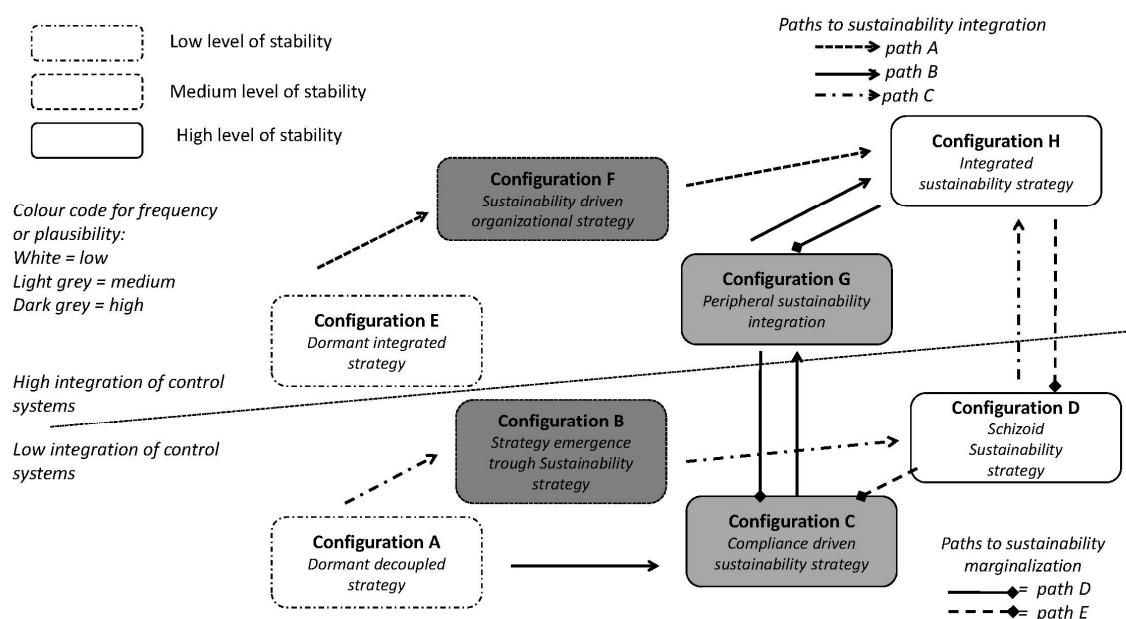 Low level of stability
Medium level of stability
High level of stability
Paths to sustainability integration
path A
path B
path C
Colour code for frequency
or plausibility:
White = low
Light grey = medium
Dark grey = high
Configuration F
Sustainability driven
organizational strategy
Configuration H
Integrated
sustainability strategy
Configuration G
Peripheral sustainability
integration
Configuration E
Dormant integrated
strategy
High integration of control
systems
Low integration of control
systems
Configuration B
Strategy emergence
trough Sustainability
strategy
Configuration D
Schizoid
Sustainability
strategy
Configuration A
Dormant decoupled
strategy
Configuration C
Compliance driven
sustainability strategy
Paths to sustainability
marginalization
= path D
= path E